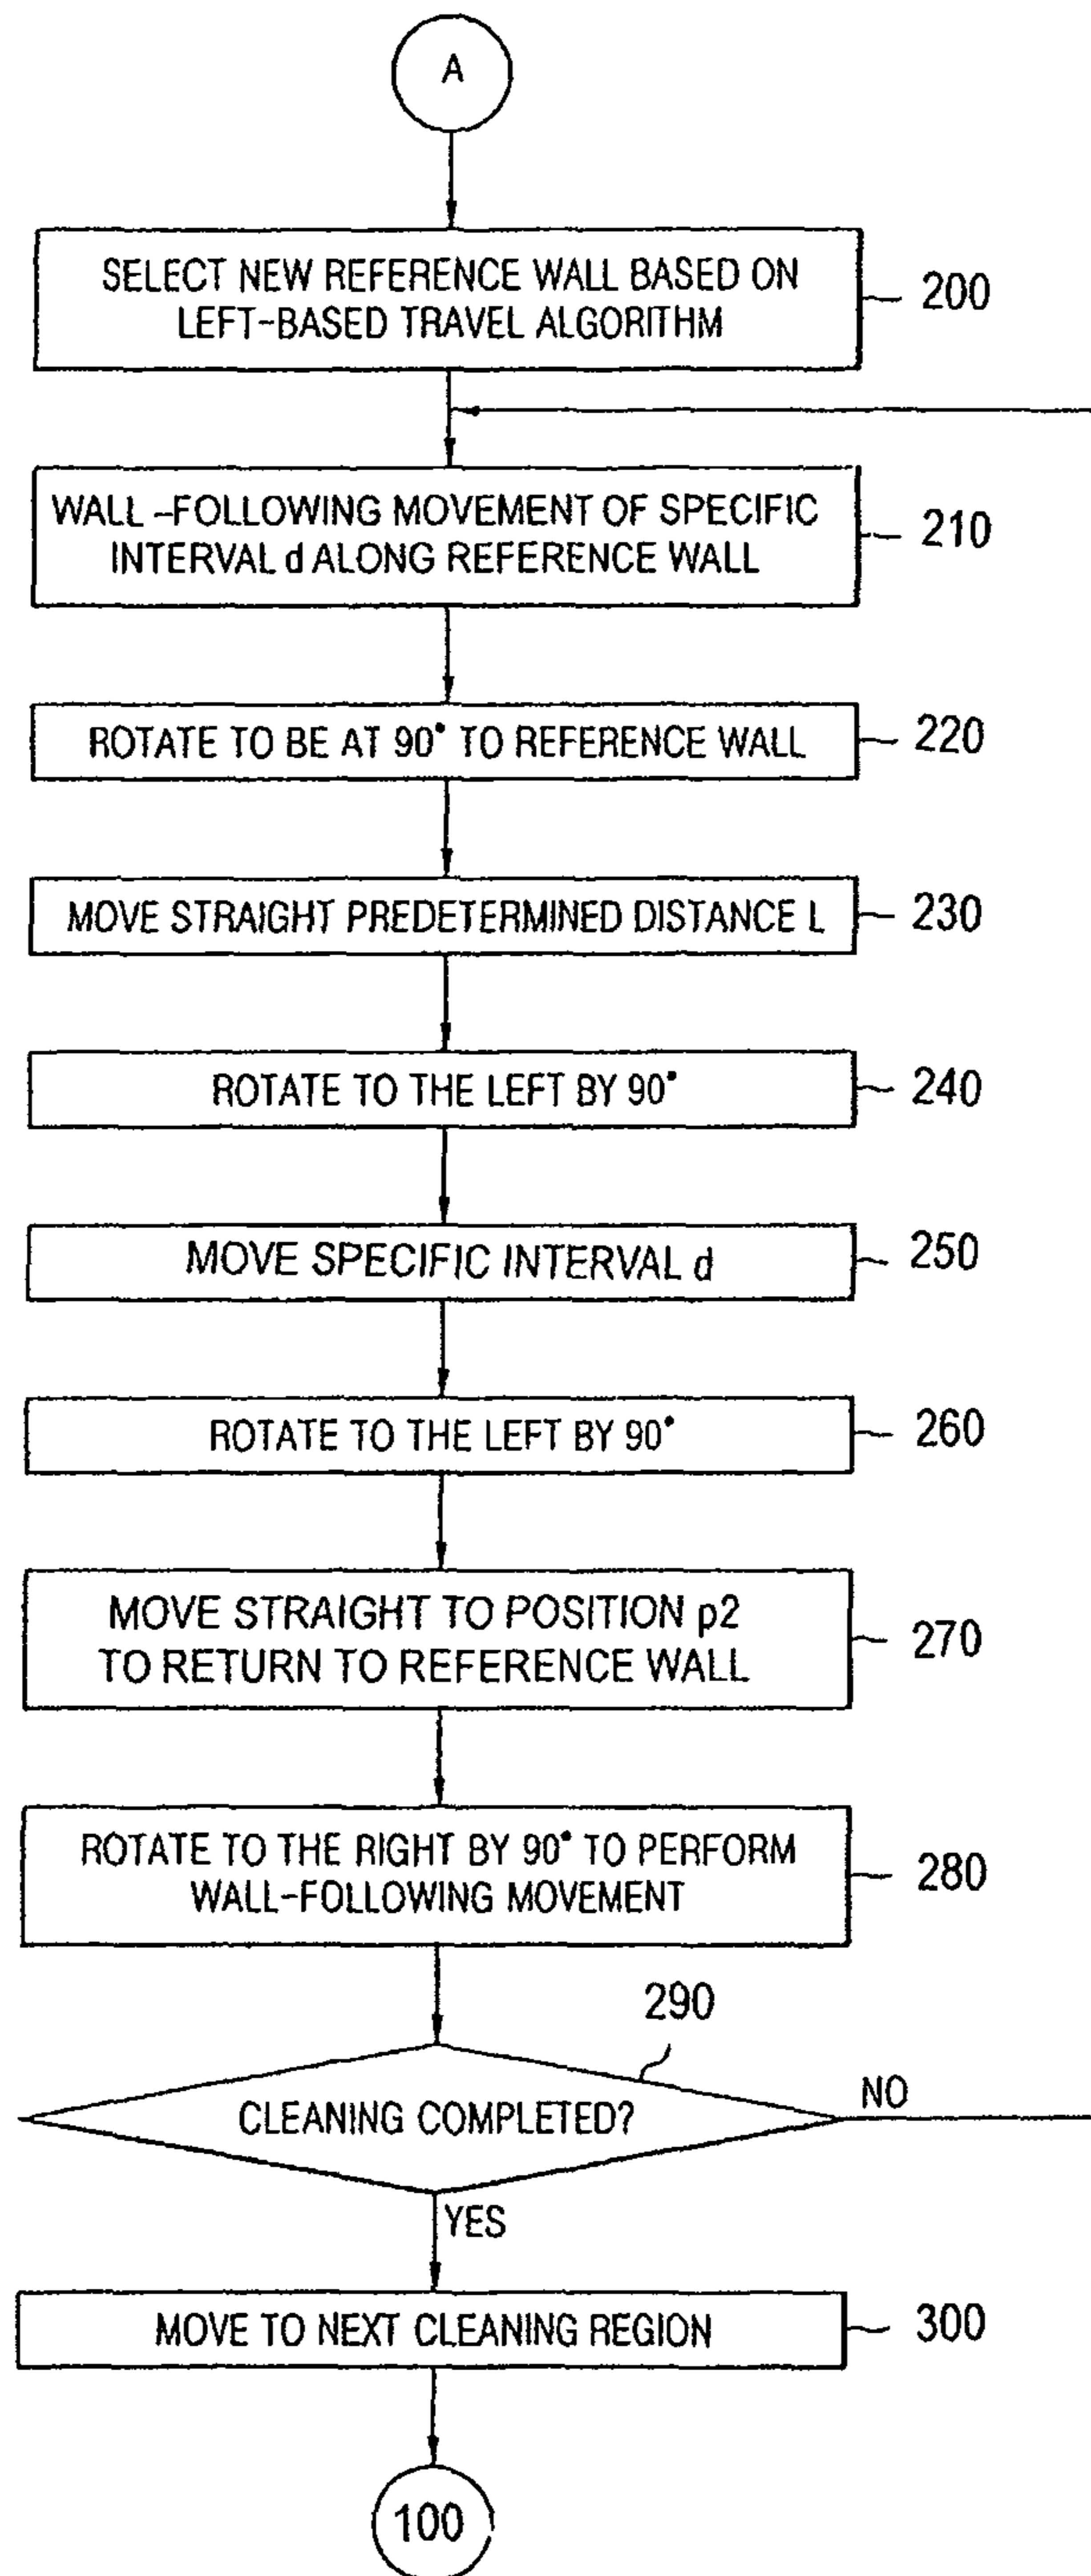 A
SELECT NEW REFERENCE WALL BASED ON
LEFT-BASED TRAVEL ALGORITHM
200
WALL-FOLLOWING MOVEMENT OF SPECIFIC
INTERVAL d ALONG REFERENCE WALL
210
ROTATE TO BE AT 90° TO REFERENCE WALL
220
MOVE STRAIGHT PREDETERMINED DISTANCE L
230
ROTATE TO THE LEFT BY 90°
240
MOVE SPECIFIC INTERVAL d
250
ROTATE TO THE LEFT BY 90°
260
MOVE STRAIGHT TO POSITION p2
TO RETURN TO REFERENCE WALL
270
ROTATE TO THE RIGHT BY 90° TO PERFORM
WALL-FOLLOWING MOVEMENT
280
290
CLEANING COMPLETED?
NO
YES
MOVE TO NEXT CLEANING REGION
300
100